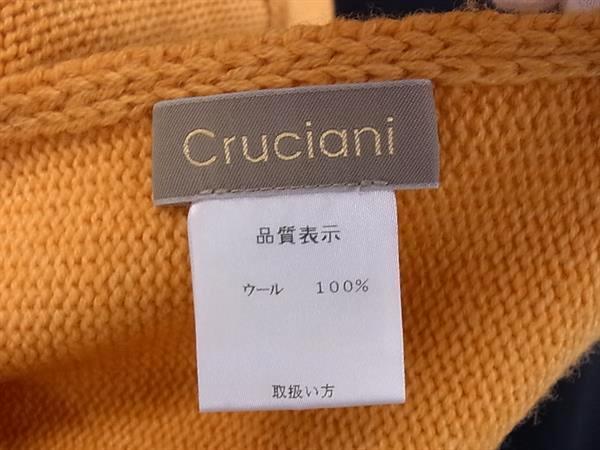 Cruciani
品質表示
ウール 100%
取扱い方